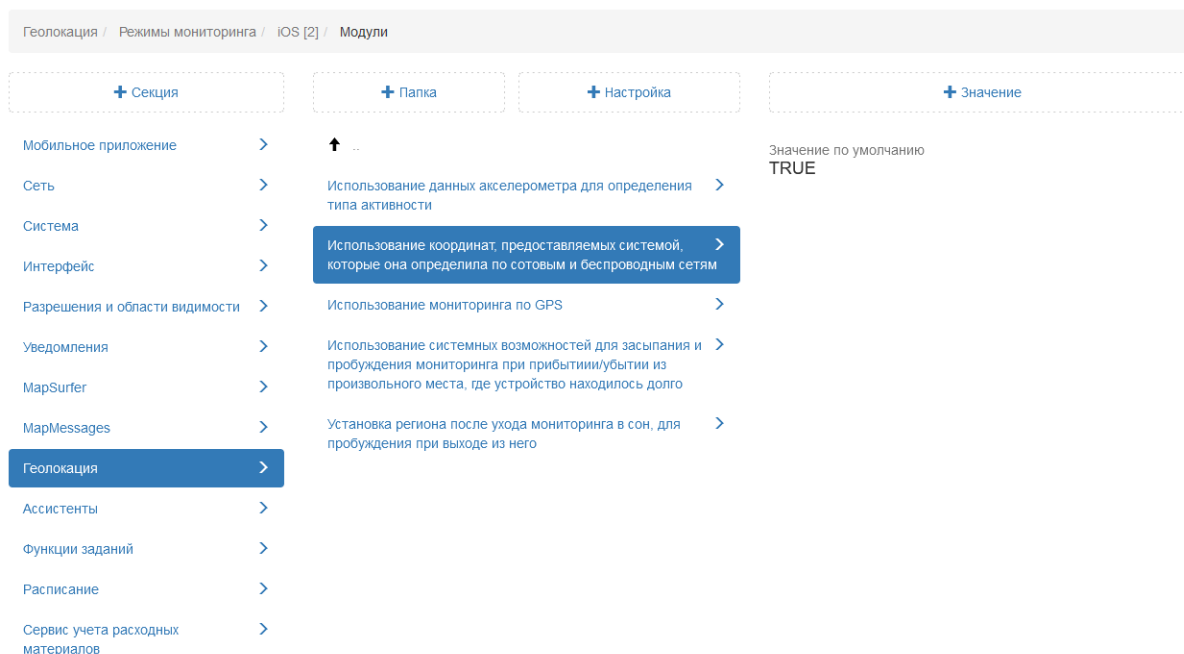 Геолокация / Режимы мониторинга / iOS [2] / Модули
+ Секция
+ Папка
+ Настройка
+ Значение
Мобильное приложение
Сеть
Система
Интерфейс
Разрешения и области видимости
Уведомления
MapSurfer
MapMessages
Геолокация
Ассистенты
Функции заданий
Расписание
Сервис учета расходных
материалов
..
Использование данных акселерометра для определения
типа активности
Использование координат, предоставляемых системой,
которые она определила по сотовым и беспроводным сетям
Использование мониторинга по GPS
Использование системных возможностей для засыпания и
пробуждения мониторинга при прибытиии/убытии из
произвольного места, где устройство находилось долго
Установка региона после ухода мониторинга в сон, для
пробуждения при выходе из него
Значение по умолчанию
TRUE